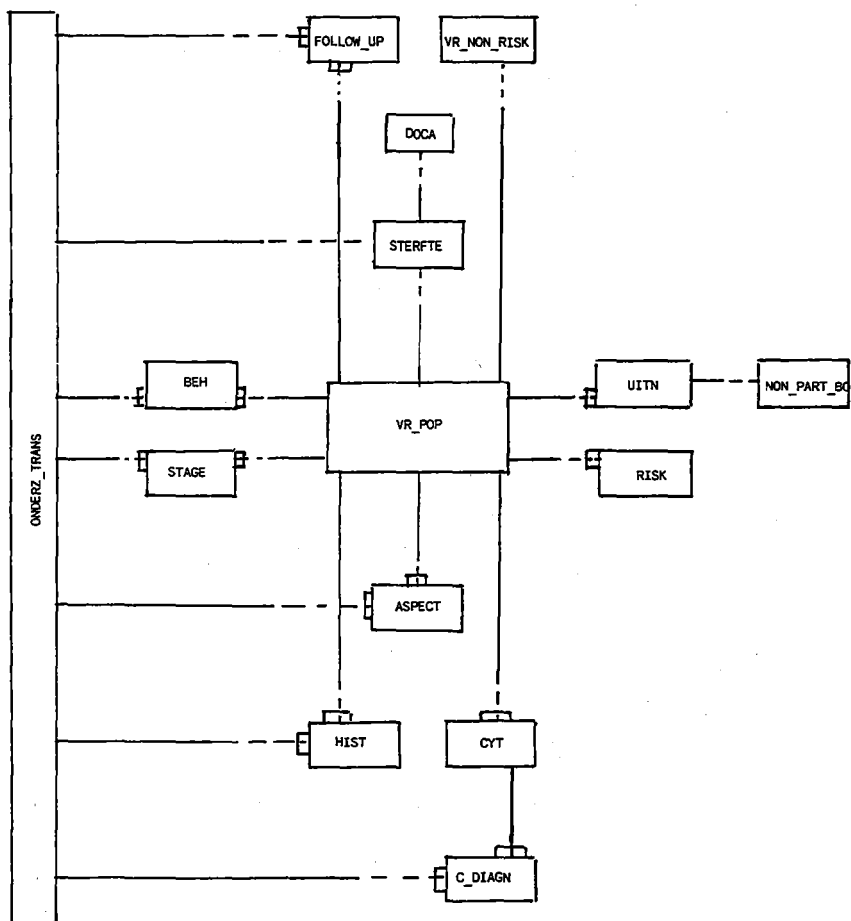 FOLLOW_UP
VR_NON_RISK
DOCA
STERFTE
BEH
UITN
NON_PART_BO
VR_POP
STAGE
RISK
ONDERZ_TRANS
ASPECT
HIST
CYT
C_DIAGN